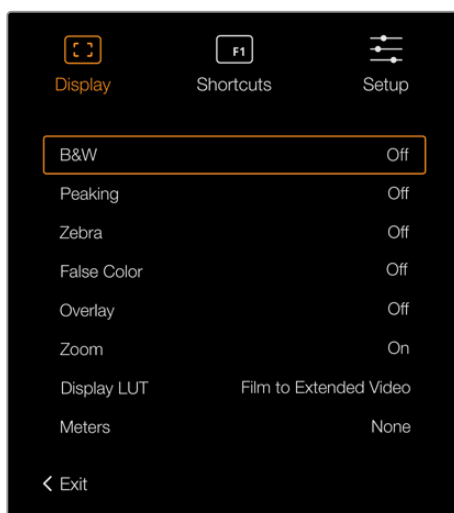 F1
Display Shortcuts Setup
B&W Off
Peaking Off
Zebra Off
False Color Off
Overlay Off
Zoom On
Display LUT Film to Extended Video
Meters None
Exit